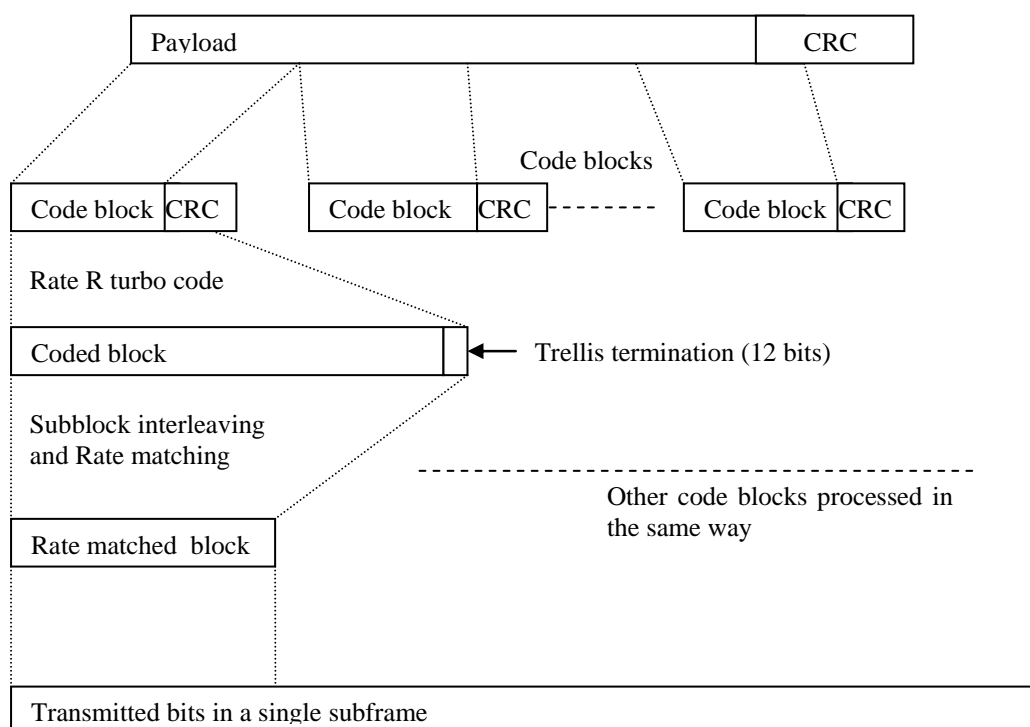 Payload CRC
Code blocks
Code block CRC Code block CRC Code block CRC
Rate R turbo code
Coded block
Trellis termination (12 bits)
Subblock interleaving
and Rate matching
Other code blocks processed in
the same way
Rate matched block
Transmitted bits in a single subframe